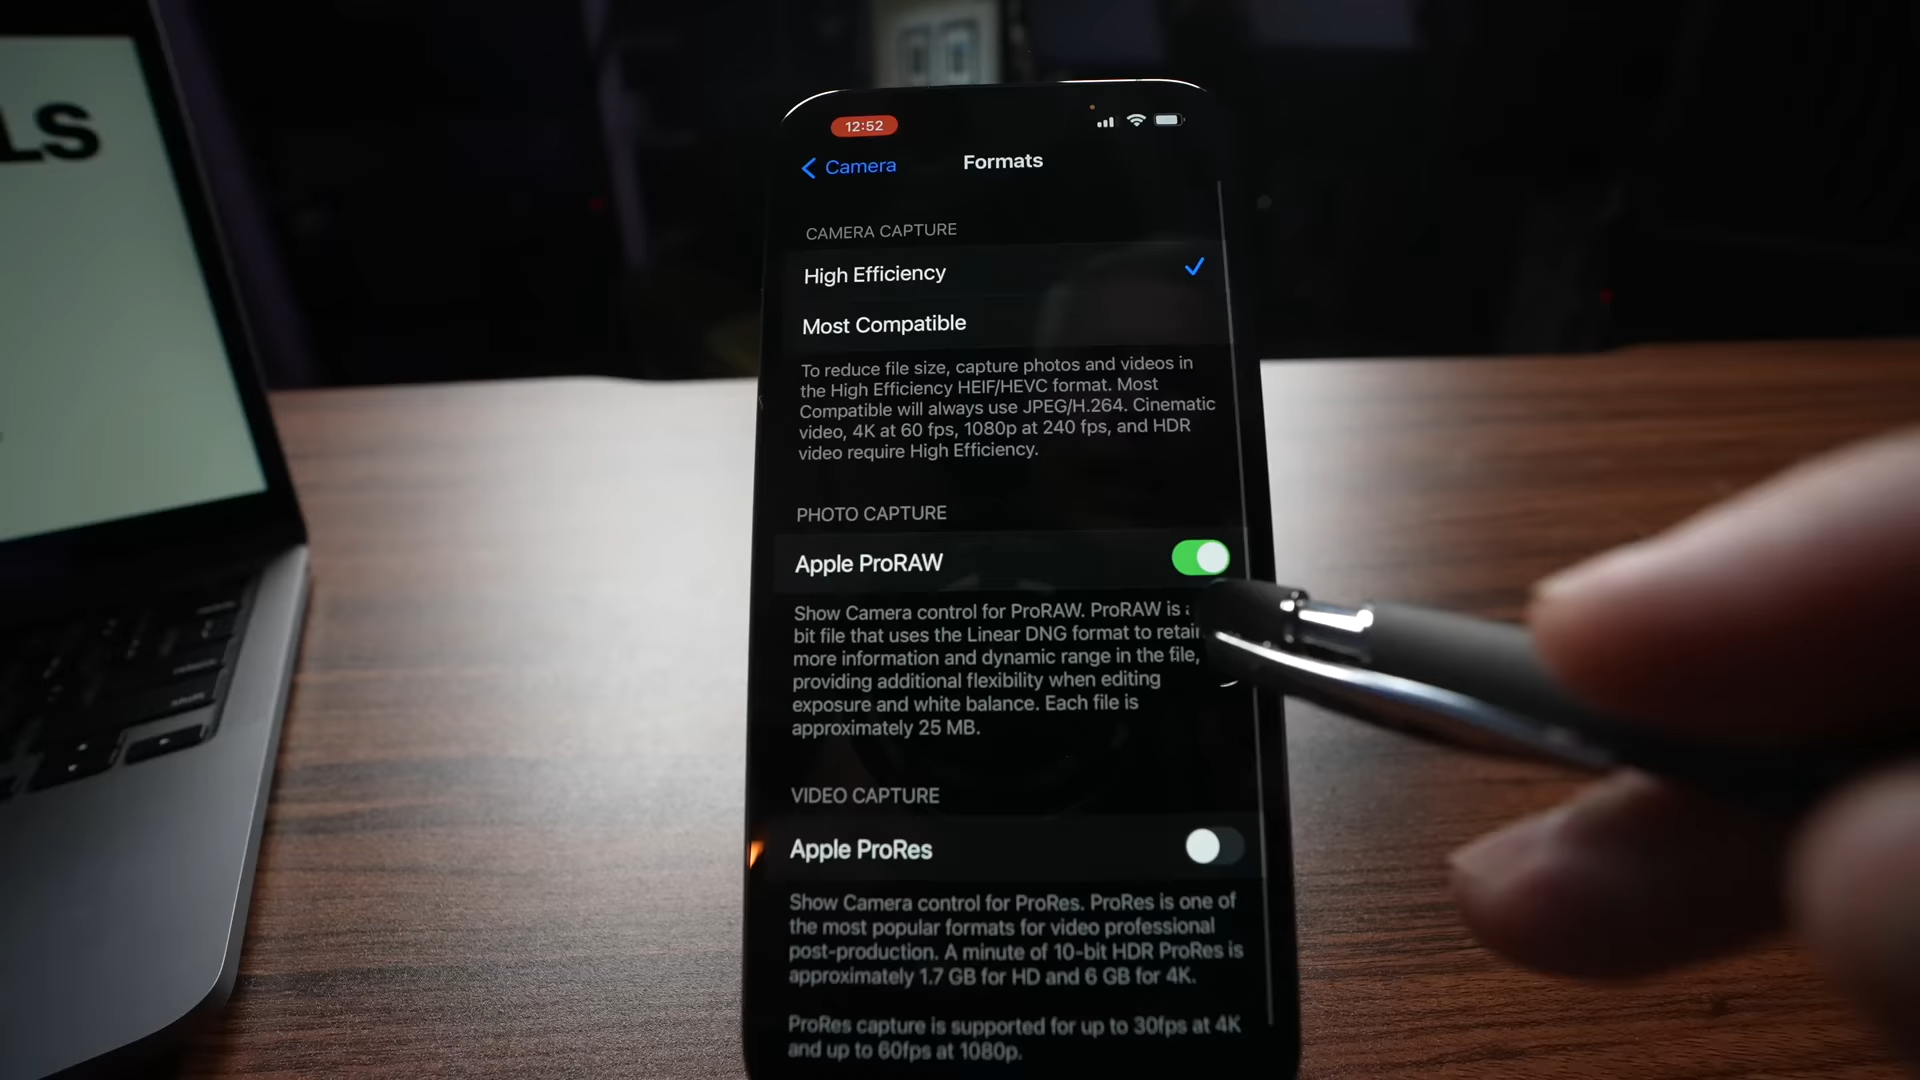 LS
12:52
Camera
Formats
CAMERA CAPTURE
High Efficiency
Most Compatible
To reduce file size, capture photos and videos in
the High Efficiency HEIF/HEVC format. Most
Compatible will always use JPEG/H.264. Cinematic
video, 4K at 60 fps, 1080p at 240 fps, and HDR
video require High Efficiency.
PHOTO CAPTURE
Apple ProRAW
Show Camera control for ProRAW. ProRAW is
bit file that uses the Linear DNG format to retain
more information and dynamic range in the file,
providing additional flexibility when editing
exposure and white balance. Each file is
approximately 25 MB.
VIDEO CAPTURE
Apple ProRes
Show Camera control for ProRes. ProRes is one of
the most popular formats for video professional
post-production. A minute of 10-bit HDR ProRes is
approximately 1.7 GB for HD and 6 GB for 4K.
ProRes capture is supported for up to 30fps at 4K
and up to 60fps at 1080p.